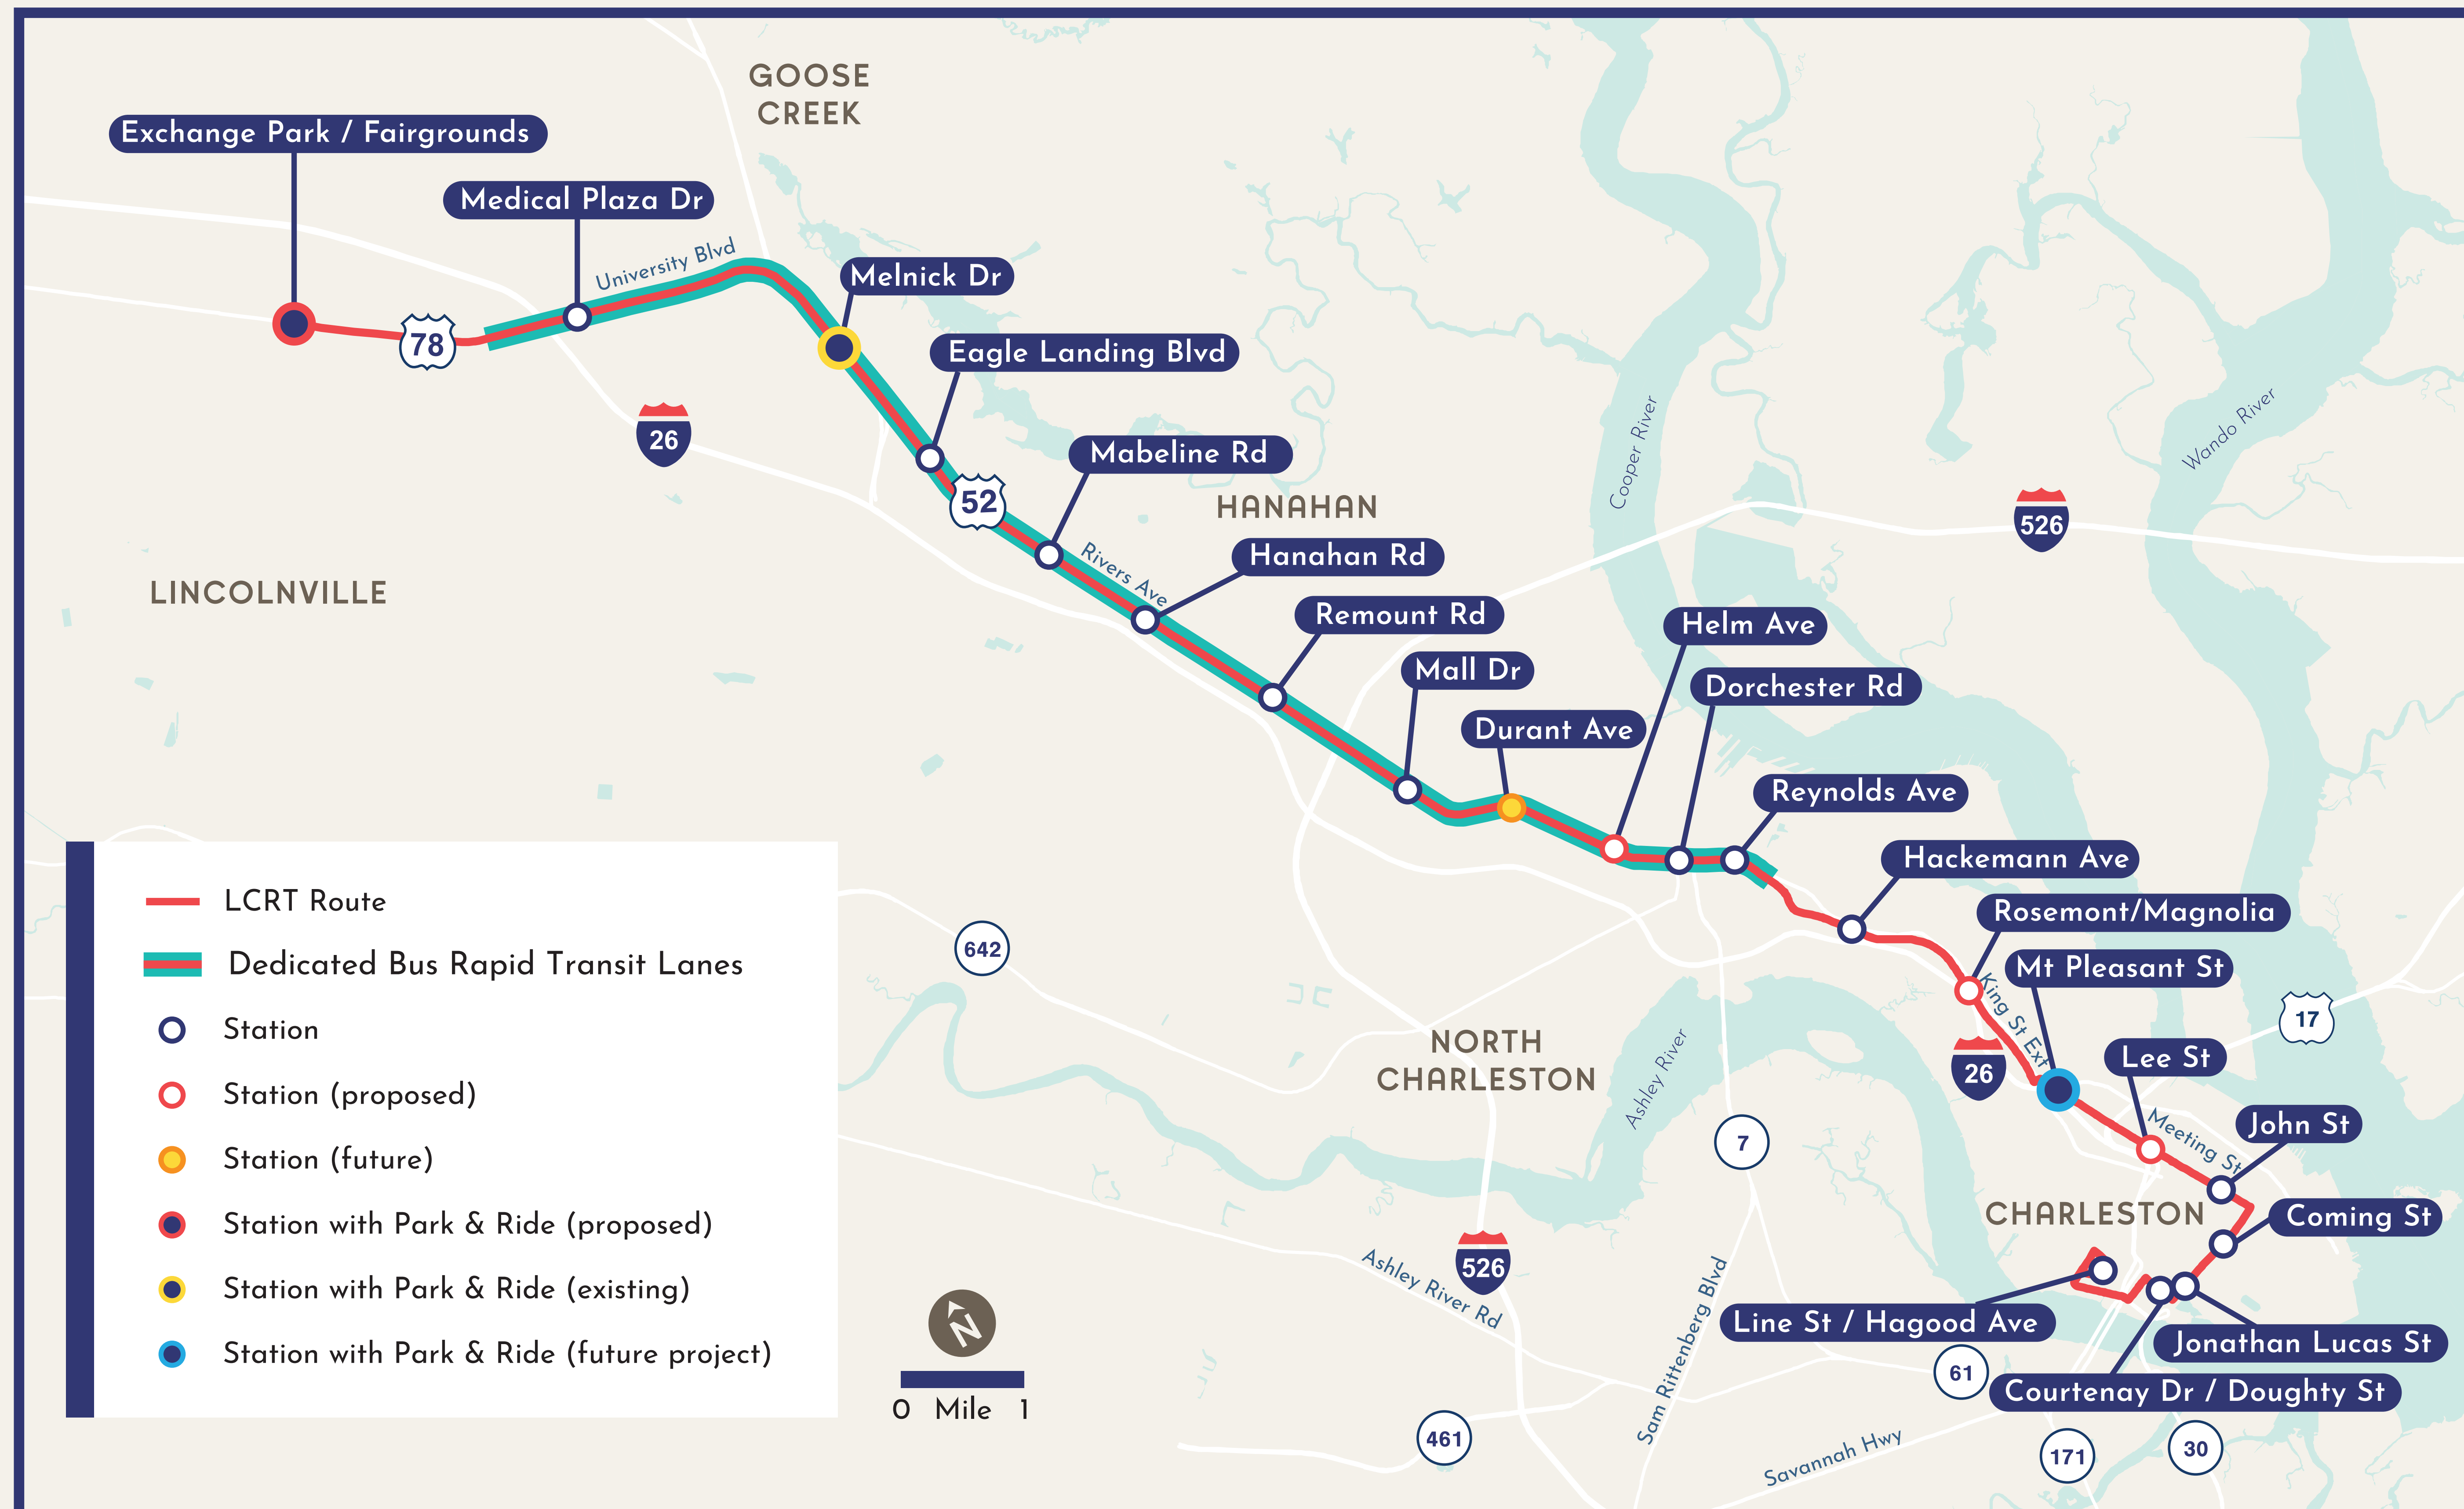 GOOSE
CREEK
Exchange Park / Fairgrounds
Medical Plaza Dr
University Blvd
Melnick Dr
78
Eagle Landing Blvd
26
Mabeline Rd
52
HANAHAN
Cooper River
Wando River
526
Rivers Ave
Hanahan Rd
LINCOLNVILLE
Remount Rd
Helm Ave
Mall Dr
Dorchester Rd
Durant Ave
Reynolds Ave
Hackemann Ave
Rosemont/Magnolia
Mt Pleasant St
King St Ext
LCRT Route
Dedicated Bus Rapid Transit Lanes
Station
Station (proposed)
Station (future)
Station with Park & Ride (proposed)
Station with Park & Ride (existing)
Station with Park & Ride (future project)
642
NORTH
CHARLESTON
Ashley River
17
26
Lee St
7
Meeting St
John St
CHARLESTON
Coming St
526
Ashley River Rd
Sam Rittenberg Blvd
Line St / Hagood Ave
Jonathan Lucas St
61
Courtenay Dr / Doughty St
N
0 Mile 1
461
Savannah Hwy
171
30